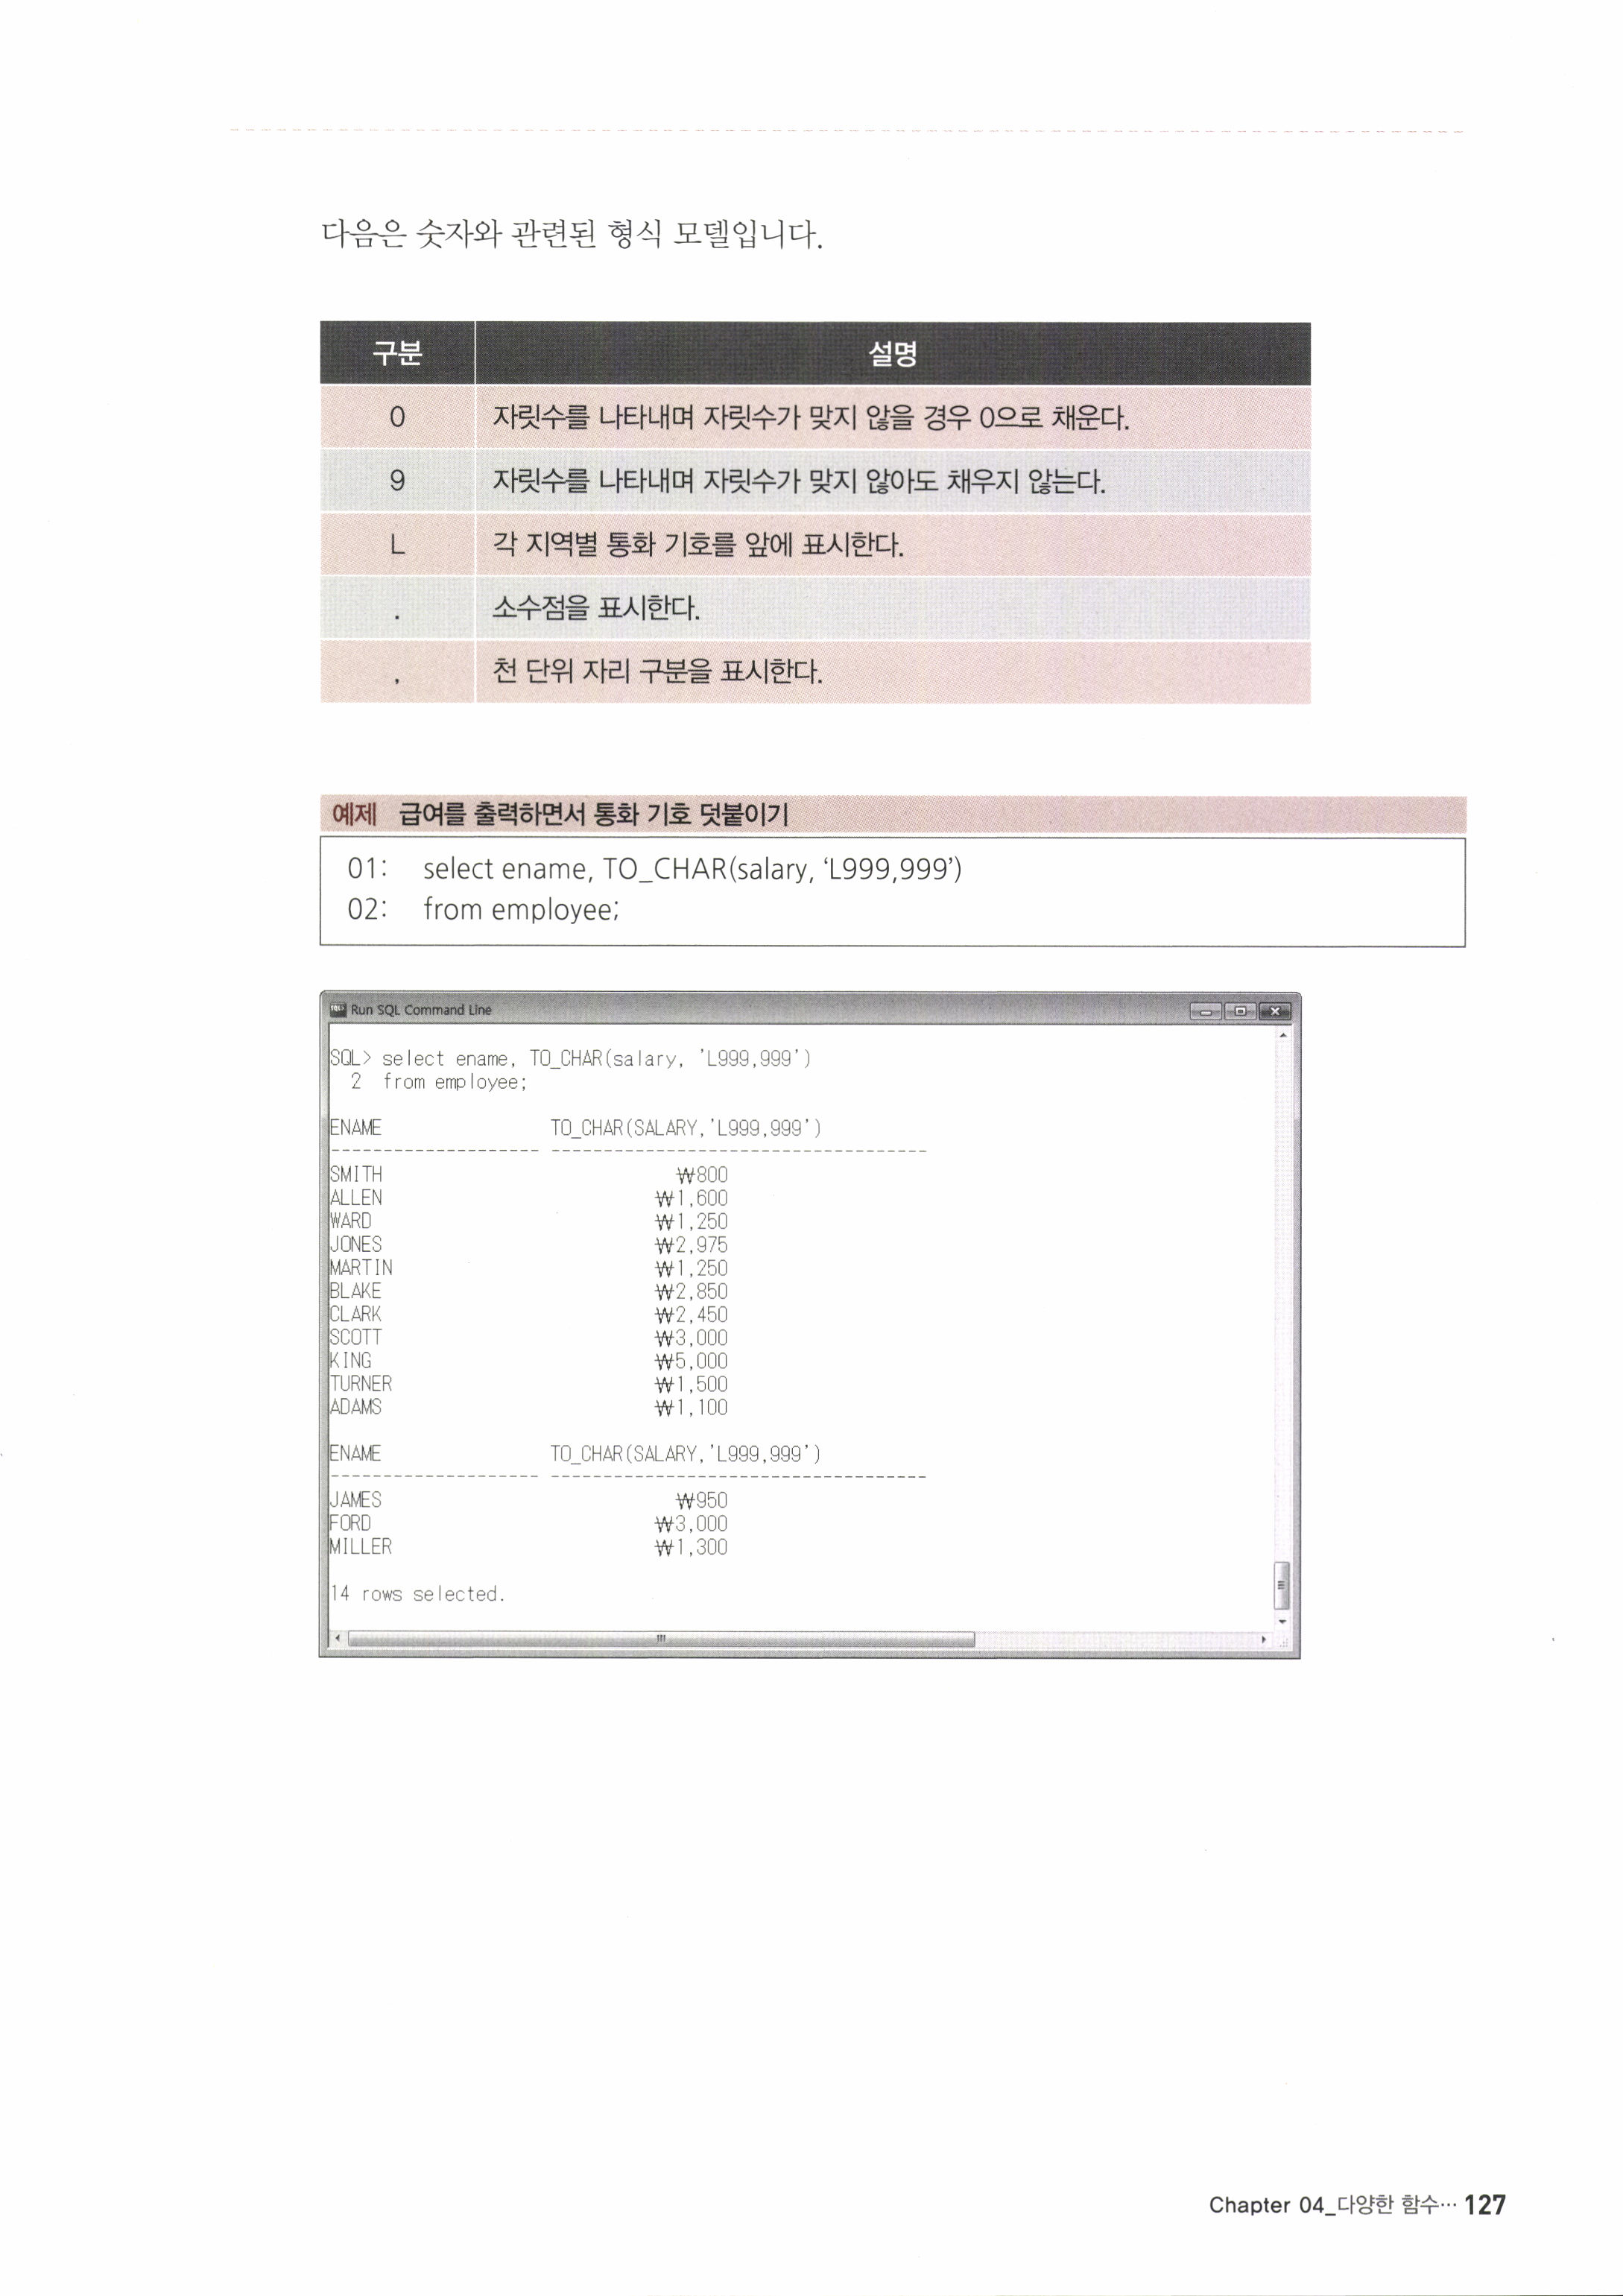 다음은 숫자와 관련된 형식 모델입니다.
구분 설명
0 자릿수를 나타내며 자릿수가 맞지 않을 경우 0으로 채운다.
9 자릿수를 나타내며 자릿수가 맞지 않아도 채우지 않는다.
L 각 지역별 통화 기호를 앞에 표시한다.
. 소수점을 표시한다.
, 천 단위 자리 구분을 표시한다.
예제 급여를 출력하면서 통화 기호 덧붙이기
01: select ename, TO_CHAR(salary, ‘L999,999’)
02: from employee;
Run SQL Command Line
SQL> select ename, TO_CHAR(salary, 'L999,999')
2 from employee;
ENAME TO_CHAR(SALARY,'L999,999')
-------------------- ------------------------------------
SMITH ₩800
ALLEN ₩1,600
WARD ₩1,250
JONES ₩2,975
MARTIN ₩1,250
BLAKE ₩2,850
CLARK ₩2,450
SCOTT ₩3,000
KING ₩5,000
TURNER ₩1,500
ADAMS ₩1,100
ENAME TO_CHAR(SALARY,'L999,999')
-------------------- ------------------------------------
JAMES ₩950
FORD ₩3,000
MILLER ₩1,300
14 rows selected.
Chapter 04_다양한 함수… 127